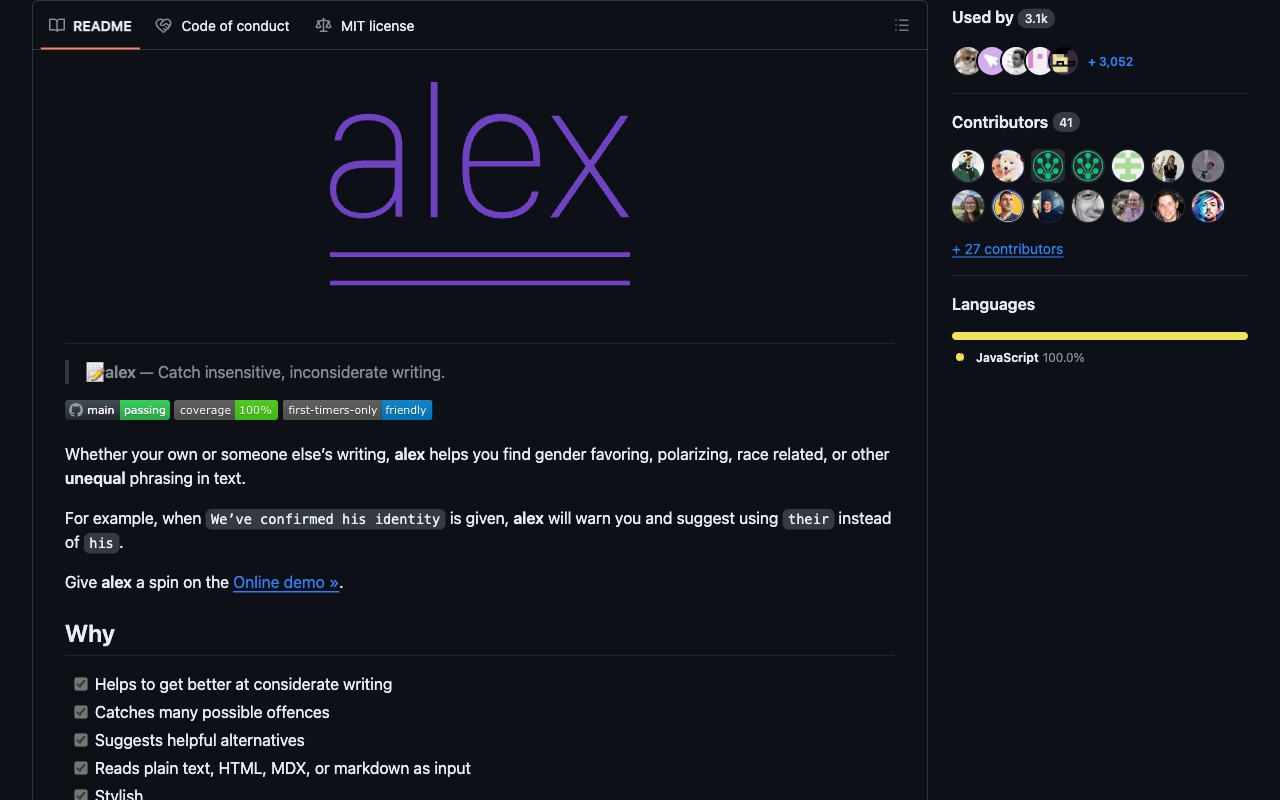 README
Code of conduct
MIT license
alex
📝alex — Catch insensitive, inconsiderate writing.
main passing
coverage 100%
first-timers-only friendly
Whether your own or someone else’s writing, alex helps you find gender favoring, polarizing, race related, or other
unequal phrasing in text.
For example, when We’ve confirmed his identity is given, alex will warn you and suggest using their instead
of his.
Give alex a spin on the Online demo ».
Why
Helps to get better at considerate writing
Catches many possible offences
Suggests helpful alternatives
Reads plain text, HTML, MDX, or markdown as input
Stylish
Used by 3.1k
+ 3,052
Contributors 41
+ 27 contributors
Languages
JavaScript 100.0%